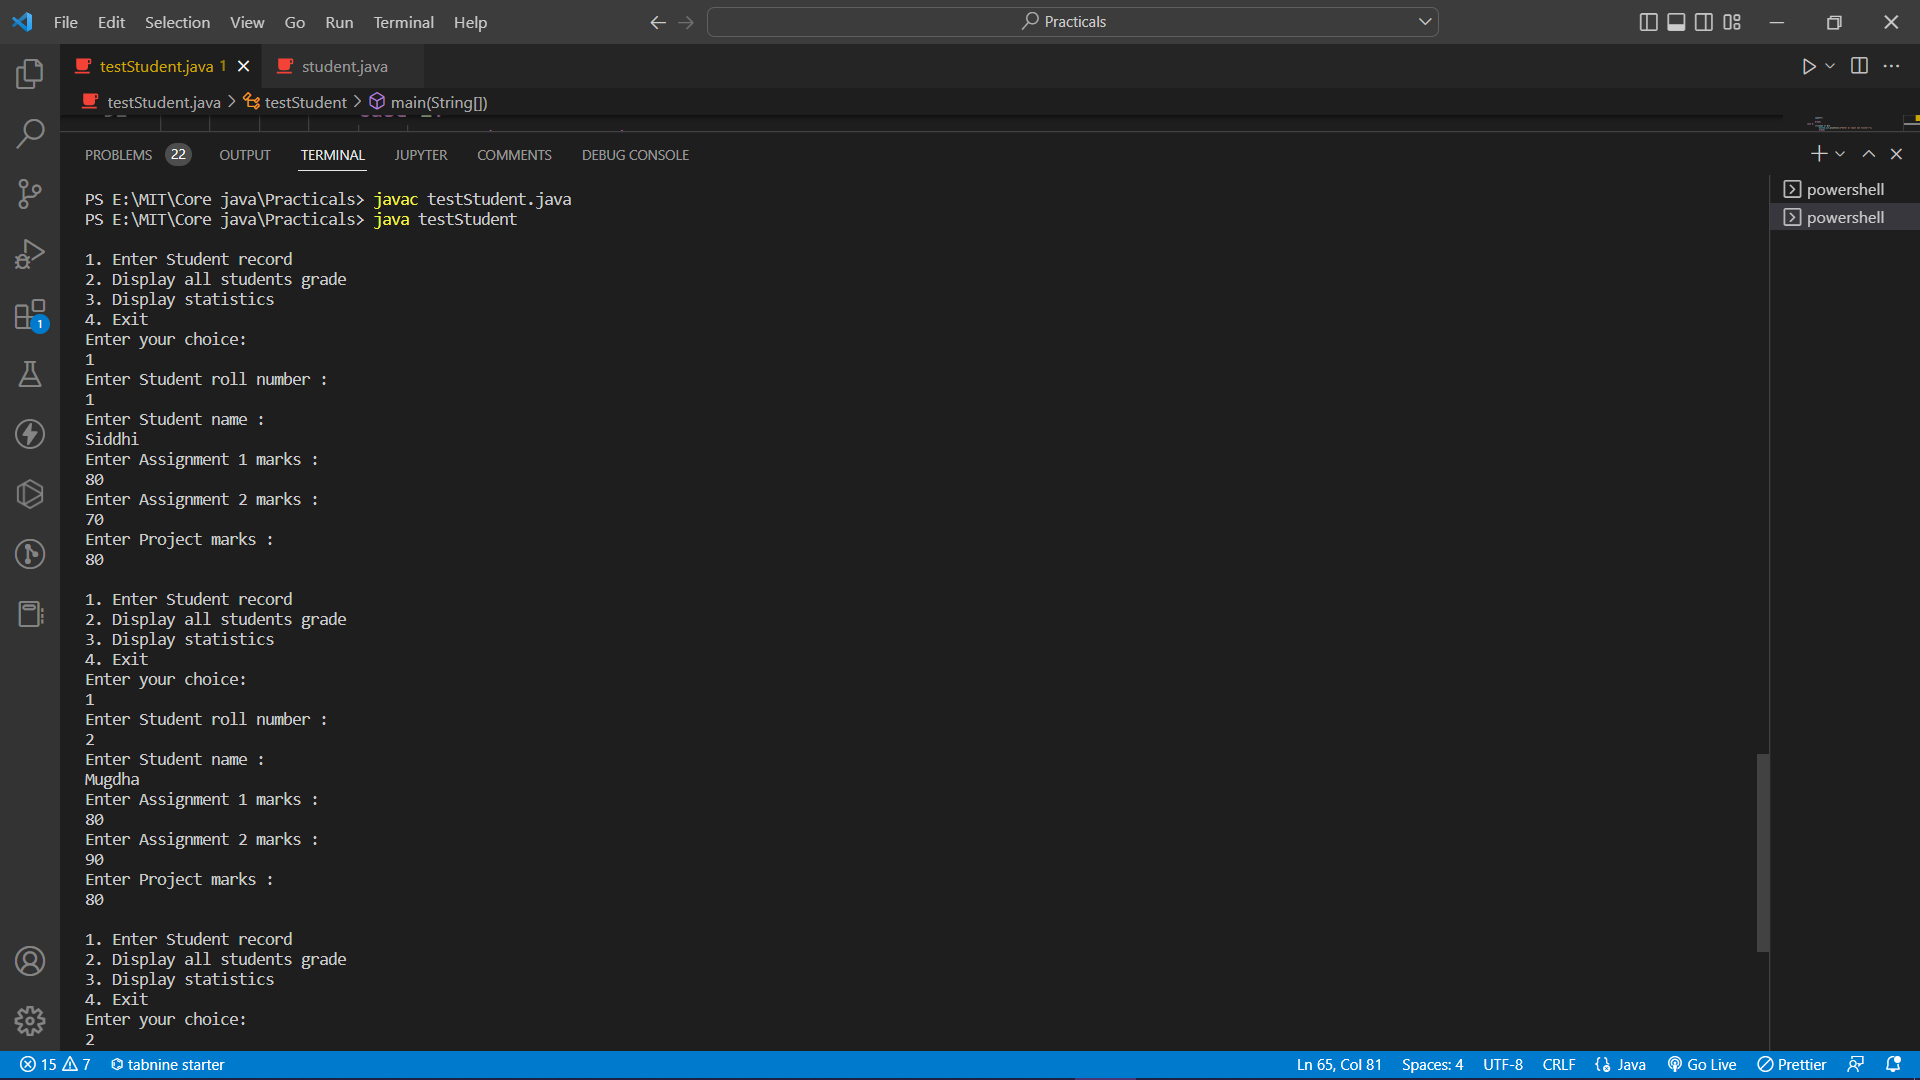 File Edit Selection View Go Run Terminal Help
Practicals
testStudent.java 1
student.java
testStudent.java > testStudent > main(String[])
PROBLEMS 22 OUTPUT TERMINAL JUPYTER COMMENTS DEBUG CONSOLE
powershell
powershell
PS E:\MIT\Core java\Practicals> javac testStudent.java
PS E:\MIT\Core java\Practicals> java testStudent
1. Enter Student record
2. Display all students grade
3. Display statistics
4. Exit
Enter your choice:
1
Enter Student roll number :
1
Enter Student name :
Siddhi
Enter Assignment 1 marks :
80
Enter Assignment 2 marks :
70
Enter Project marks :
80
1. Enter Student record
2. Display all students grade
3. Display statistics
4. Exit
Enter your choice:
1
Enter Student roll number :
2
Enter Student name :
Mugdha
Enter Assignment 1 marks :
80
Enter Assignment 2 marks :
90
Enter Project marks :
80
1. Enter Student record
2. Display all students grade
3. Display statistics
4. Exit
Enter your choice:
2
1
15 7 tabnine starter
Ln 65, Col 81 Spaces: 4 UTF-8 CRLF {} Java Go Live Prettier